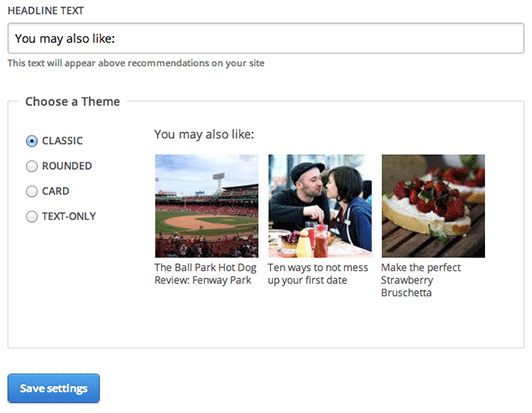 HEADLINE TEXT
You may also like:
This text will appear above recommendations on your site
Choose a Theme
CLASSIC
ROUNDED
CARD
TEXT-ONLY
You may also like:
The Ball Park Hot Dog
Review: Fenway Park
Ten ways to not mess
up your first date
Make the perfect
Strawberry
Bruschetta
Save settings